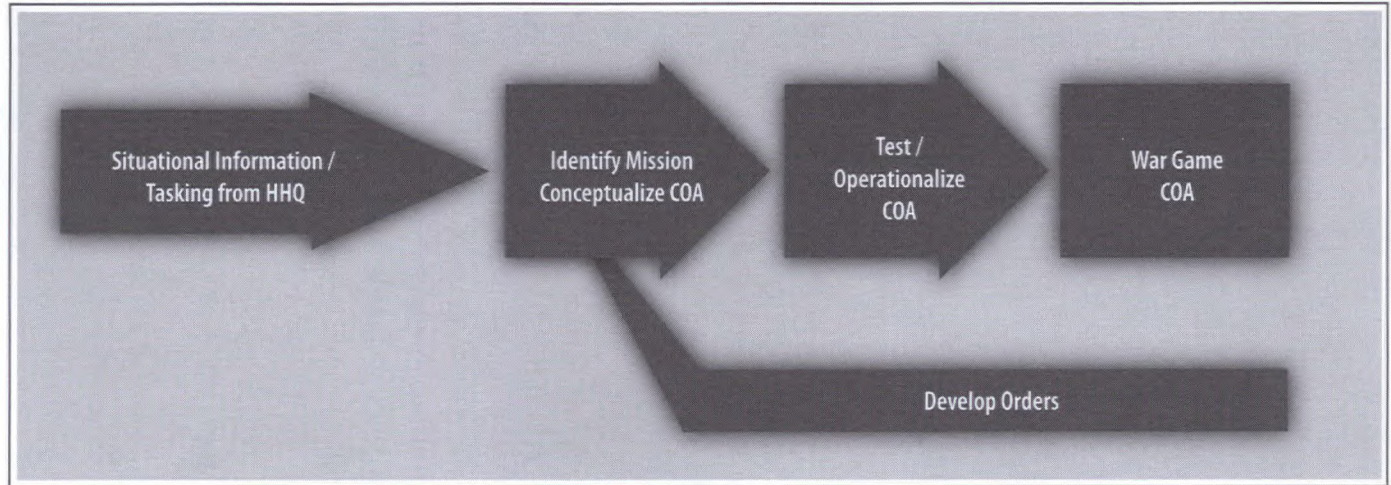 Situational Information /
Tasking from HHQ
Identify Mission
Conceptualize COA
Test /
Operationalize
COA
War Game
COA
Develop Orders